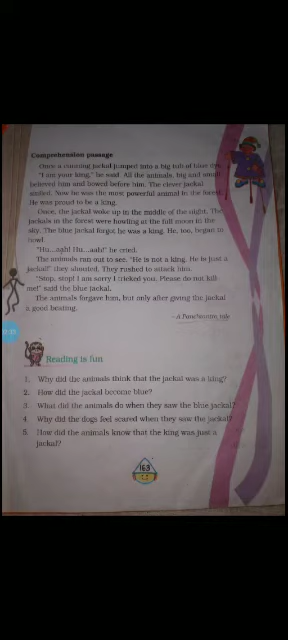 Comprehension passage
Once a cunning jackal jumped into a big tub of blue dye.
"I am your king," he said. All the animals, big and small
believed him and bowed before him. The clever jackal
smiled. Now he was the most powerful animal in the forest.
He was proud to be a king.
Once, the jackal woke up in the middle of the night. The
jackals in the forest were howling at the full moon in the
sky. The blue jackal forgot he was a king. He, too, began to
howl.
"Hu...aah! Hu...aah!" he cried.
The animals run out to see. "He is not a king. He is just a
jackal!" they shouted. They rushed to attack him.
"Stop, stop! I am sorry I tricked you. Please do not kill
me!" said the blue jackal.
The animals forgave him, but only after giving the jackal
a good beating.
– A Panchtantra tale
Reading is fun
1. Why did the animals think that the jackal was a king?
2. How did the jackal become blue?
3. What did the animals do when they saw the blue jackal?
4. Why did the dogs feel scared when they saw the jackal?
5. How did the animals know that the king was just a
jackal?
163